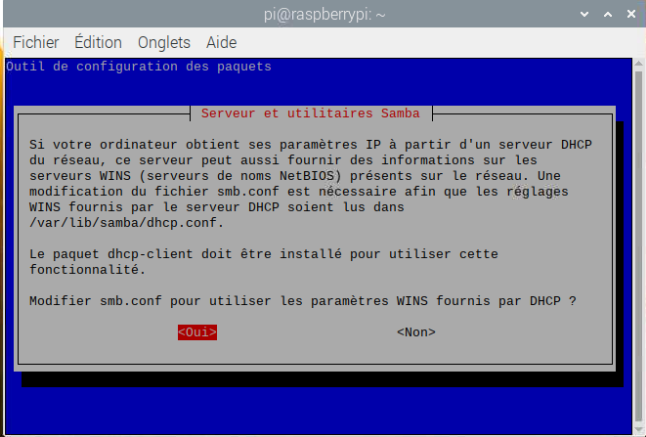 pi@raspberrypi: ~
Fichier Édition Onglets Aide
Outil de configuration des paquets
Serveur et utilitaires Samba
Si votre ordinateur obtient ses paramètres IP à partir d'un serveur DHCP
du réseau, ce serveur peut aussi fournir des informations sur les
serveurs WINS (serveurs de noms NetBIOS) présents sur le réseau. Une
modification du fichier smb.conf est nécessaire afin que les réglages
WINS fournis par le serveur DHCP soient lus dans
/var/lib/samba/dhcp.conf.
Le paquet dhcp-client doit être installé pour utiliser cette
fonctionnalité.
Modifier smb.conf pour utiliser les paramètres WINS fournis par DHCP ?
<Oui> <Non>